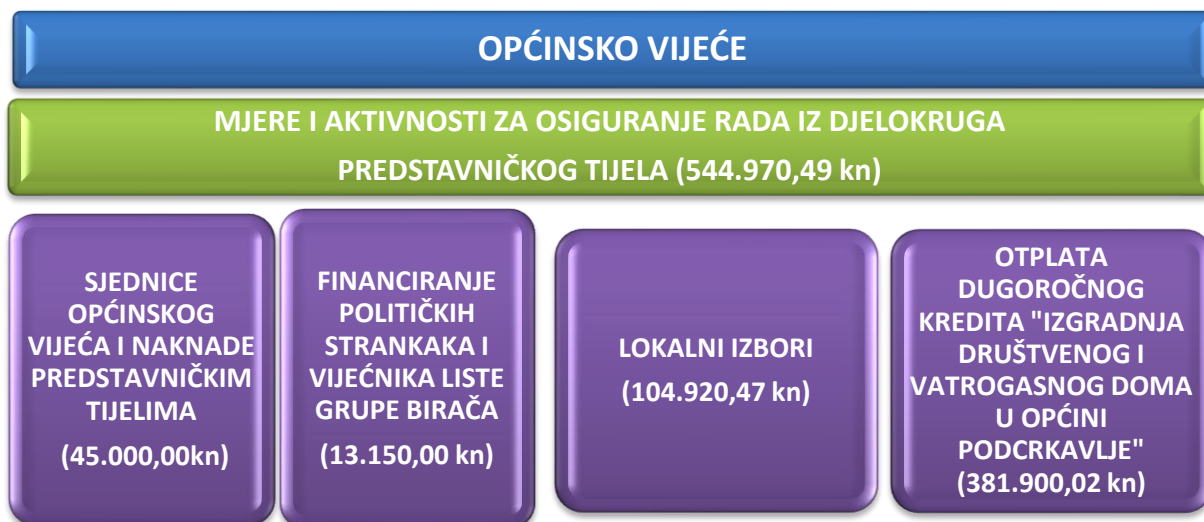 OPĆINSKO VIJEĆE
MJERE I AKTIVNOSTI ZA OSIGURANJE RADA IZ DJELOKRUGA
PREDSTAVNIČKOG TIJELA (544.970,49 kn)
SJEDNICE
OPĆINSKOG
VIJEĆA I NAKNADE
PREDSTAVNIČKIM
TIJELIMA
(45.000,00kn)
FINANCIRANJE
POLITIČKIH
STRANKAKA I
VIJEĆNIKA LISTE
GRUPE BIRAČA
(13.150,00 kn)
LOKALNI IZBORI
(104.920,47 kn)
OTPLATA
DUGOROČNOG
KREDITA "IZGRADNJA
DRUŠTVENOG I
VATROGASNOG DOMA
U OPĆINI
PODCRKAVLJE"
(381.900,02 kn)